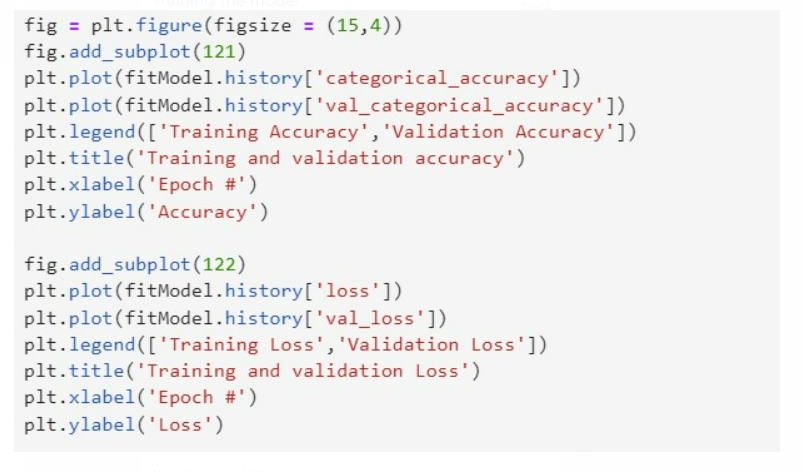 fig = plt.figure(figsize = (15,4))
fig.add_subplot(121)
plt.plot(fitModel.history['categorical_accuracy'])
plt.plot(fitModel.history['val_categorical_accuracy'])
plt.legend(['Training Accuracy','Validation Accuracy'])
plt.title('Training and validation accuracy')
plt.xlabel('Epoch #')
plt.ylabel('Accuracy')

fig.add_subplot(122)
plt.plot(fitModel.history['loss'])
plt.plot(fitModel.history['val_loss'])
plt.legend(['Training Loss','Validation Loss'])
plt.title('Training and validation Loss')
plt.xlabel('Epoch #')
plt.ylabel('Loss')